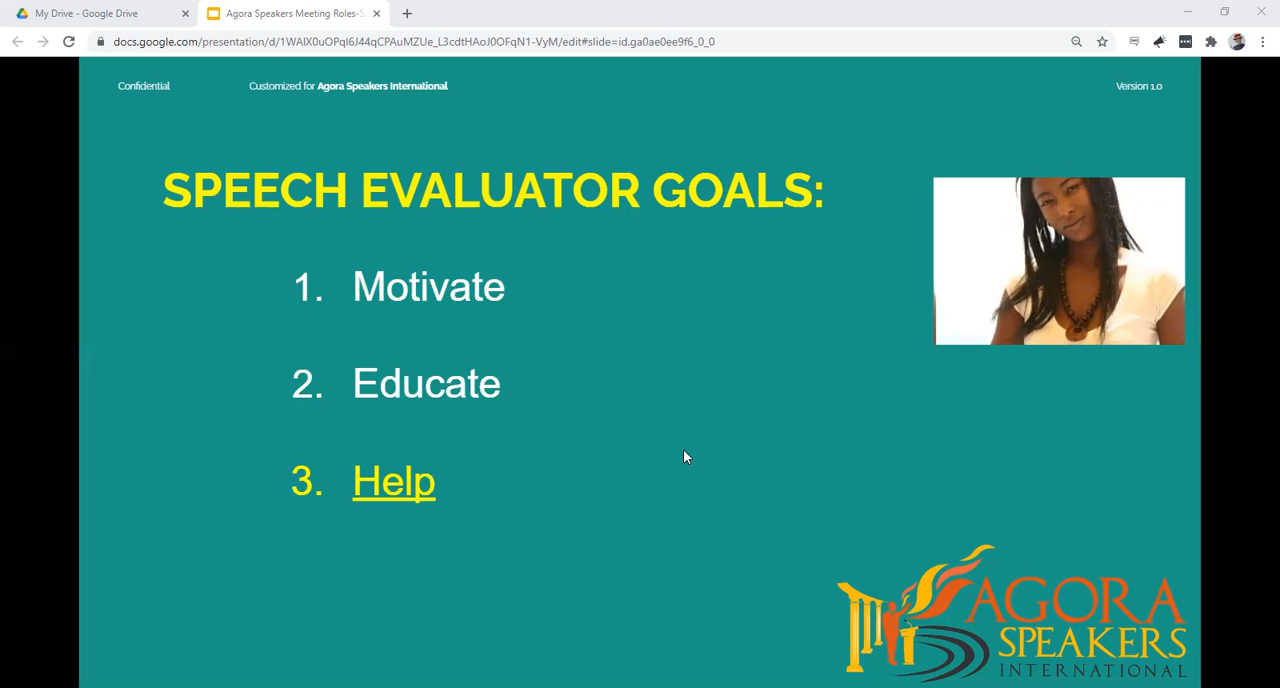 My Drive - Google Drive
Agora Speakers Meeting Roles-S
docs.google.com/presentation/d/1WAlX0uOPqI6J44qCPAuMZUe_L3cdtHAoJ0OFqN1-VyM/edit#slide=id.ga0ae0ee9f6_0_0
Confidential
Customized for Agora Speakers International
Version 1.0
SPEECH EVALUATOR GOALS:
1. Motivate
2. Educate
3. Help
AGORA
SPEAKERS
INTERNATIONAL